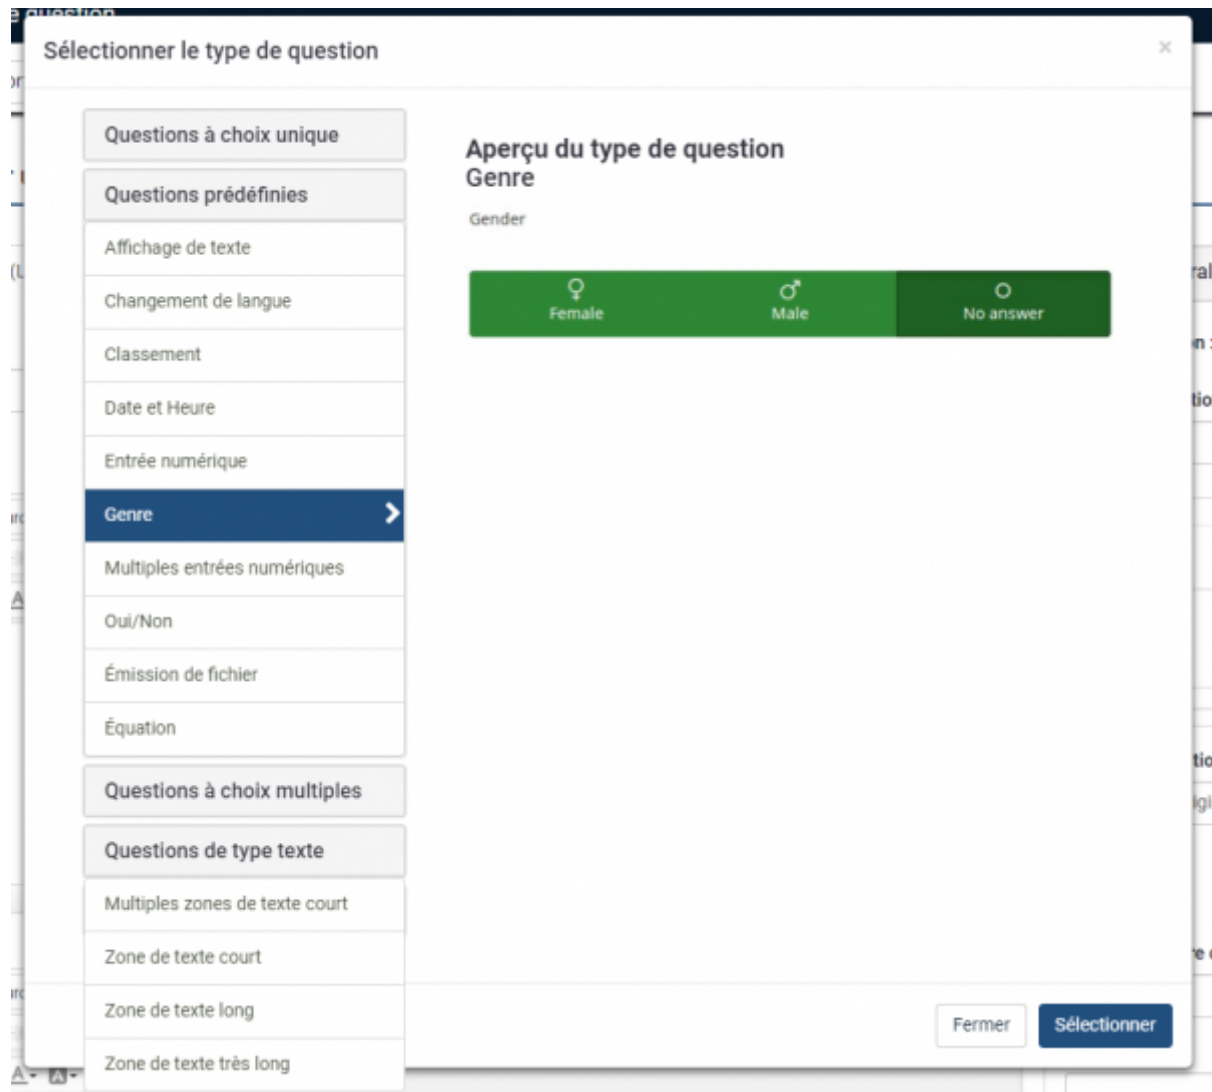 e question
Sélectionner le type de question
×
Questions à choix unique
Questions prédéfinies
Affichage de texte
Changement de langue
Classement
Date et Heure
Entrée numérique
Genre
Multiples entrées numériques
Oui/Non
Émission de fichier
Équation
Questions à choix multiples
Questions de type texte
Multiples zones de texte court
Zone de texte court
Zone de texte long
Zone de texte très long
Aperçu du type de question
Genre
Gender
Female
Male
No answer
Fermer
Sélectionner